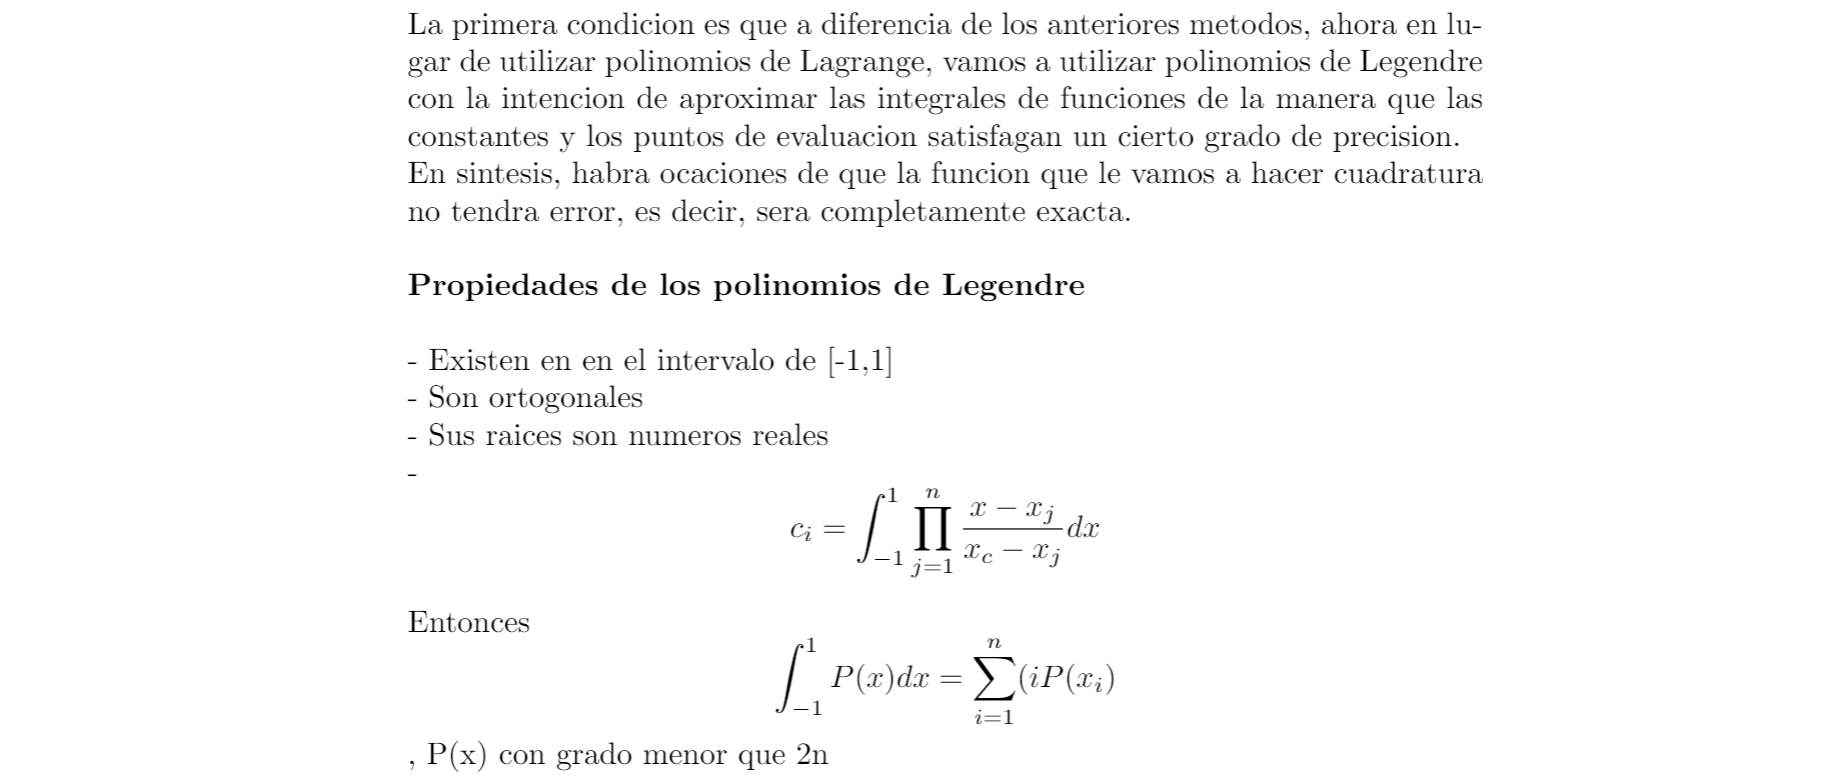 La primera condicion es que a diferencia de los anteriores metodos, ahora en lu-
gar de utilizar polinomios de Lagrange, vamos a utilizar polinomios de Legendre
con la intencion de aproximar las integrales de funciones de la manera que las
constantes y los puntos de evaluacion satisfagan un cierto grado de precision.
En sintesis, habra ocaciones de que la funcion que le vamos a hacer cuadratura
no tendra error, es decir, sera completamente exacta.
Propiedades de los polinomios de Legendre
- Existen en en el intervalo de [-1,1]
- Son ortogonales
- Sus raices son numeros reales
-
c_i = \int_{-1}^{1} \prod_{j=1}^{n} \frac{x - x_j}{x_c - x_j} dx
Entonces
\int_{-1}^{1} P(x)dx = \sum_{i=1}^{n} (iP(x_i)
, P(x) con grado menor que 2n